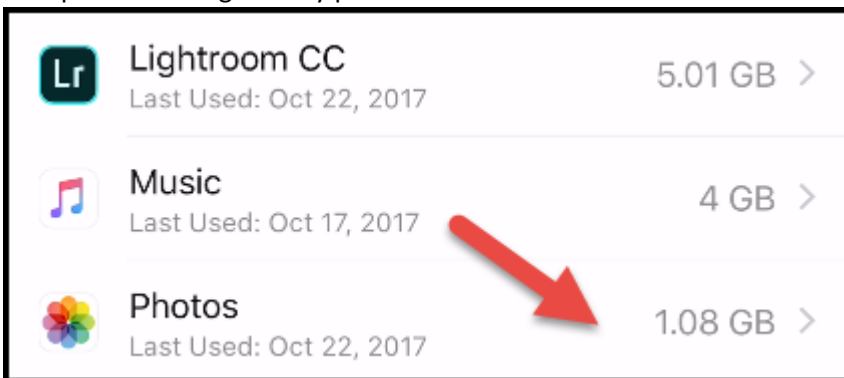 Lr
Lightroom CC
5.01 GB
Last Used: Oct 22, 2017
Music
4 GB
Last Used: Oct 17, 2017
Photos
1.08 GB
Last Used: Oct 22, 2017